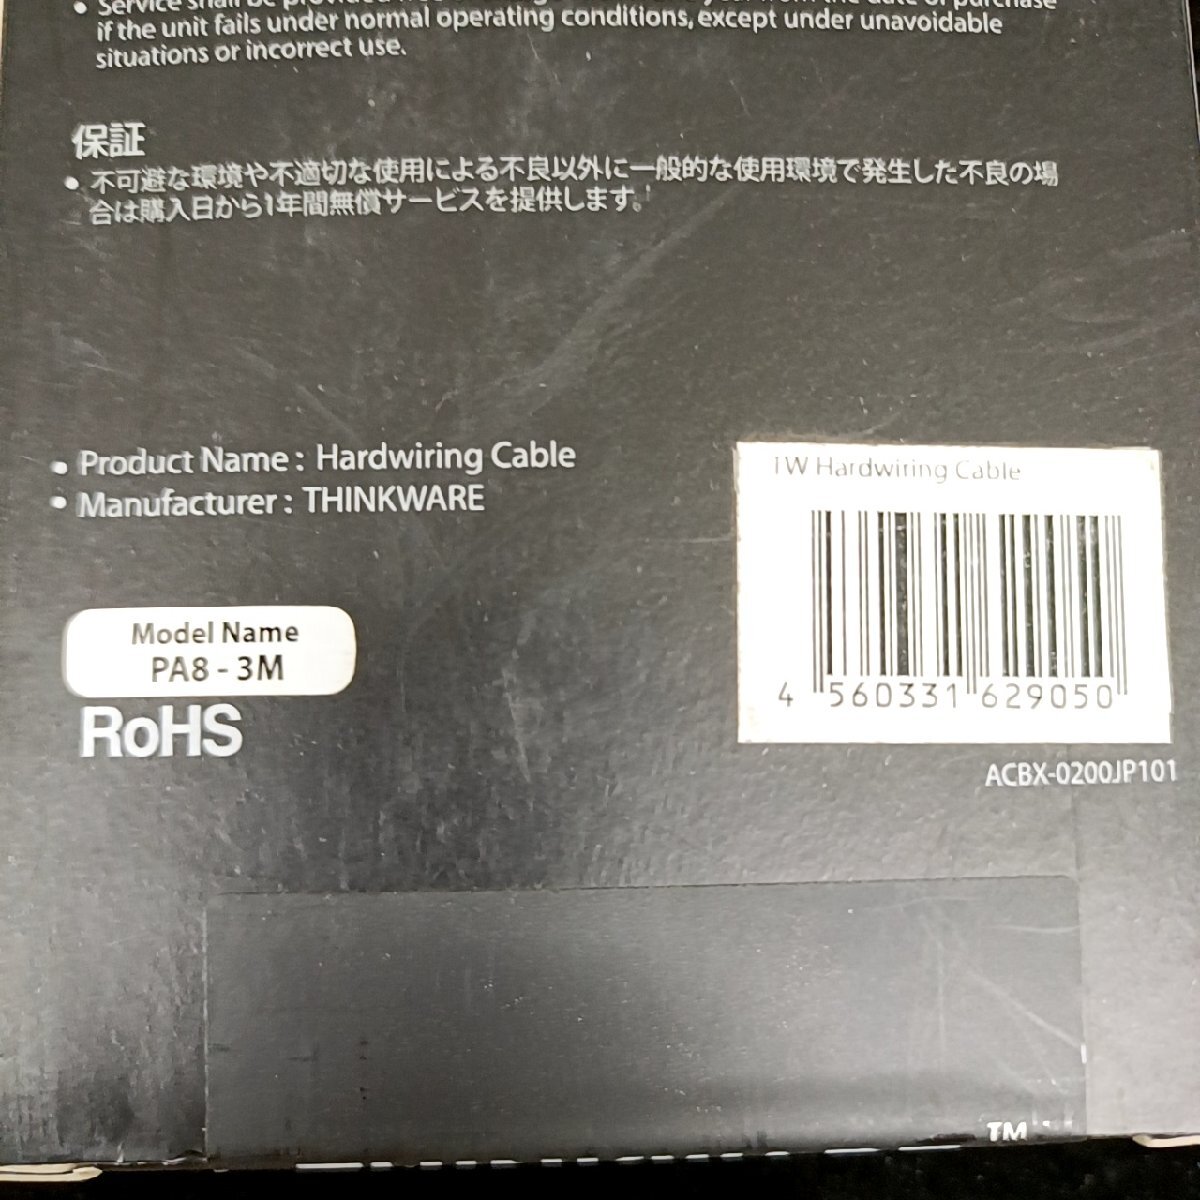 • Service shall be provided
if the unit fails under normal operating conditions, except under unavoidable
situations or incorrect use.
保証
• 不可避な環境や不適切な使用による不良以外に一般的な使用環境で発生した不良の場
合は購入日から1年間無償サービスを提供します。
• Product Name : Hardwiring Cable
• Manufacturer : THINKWARE
1W Hardwiring Cable
4 560331 629050
Model Name
PA8 - 3M
RoHS
ACBX-0200JP101
TM